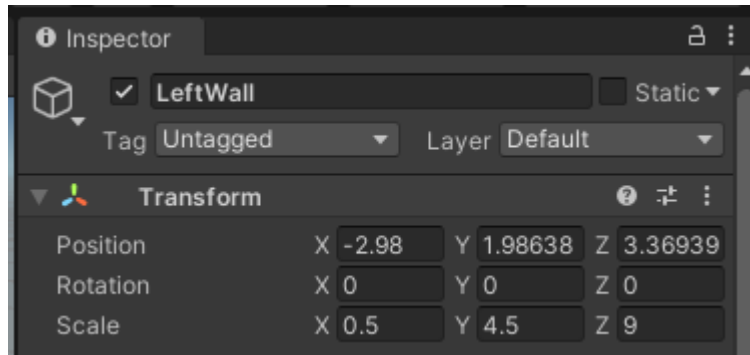 Inspector
LeftWall Static
Tag Untagged Layer Default
Transform
Position X -2.98 Y 1.98638 Z 3.36939
Rotation X 0 Y 0 Z 0
Scale X 0.5 Y 4.5 Z 9